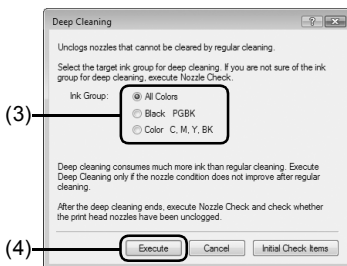 Deep Cleaning
Unclogs nozzles that cannot be cleared by regular cleaning.
Select the target ink group for deep cleaning. If you are not sure of the ink
group for deep cleaning, execute Nozzle Check.
Ink Group: All Colors
(3) Black PGBK
Color C, M, Y, BK
Deep cleaning consumes much more ink than regular cleaning. Execute
Deep Cleaning only if the nozzle condition does not improve after regular
cleaning.
After the deep cleaning ends, execute Nozzle Check and check whether
the print head nozzles have been unclogged.
(4) Execute Cancel Initial Check Items